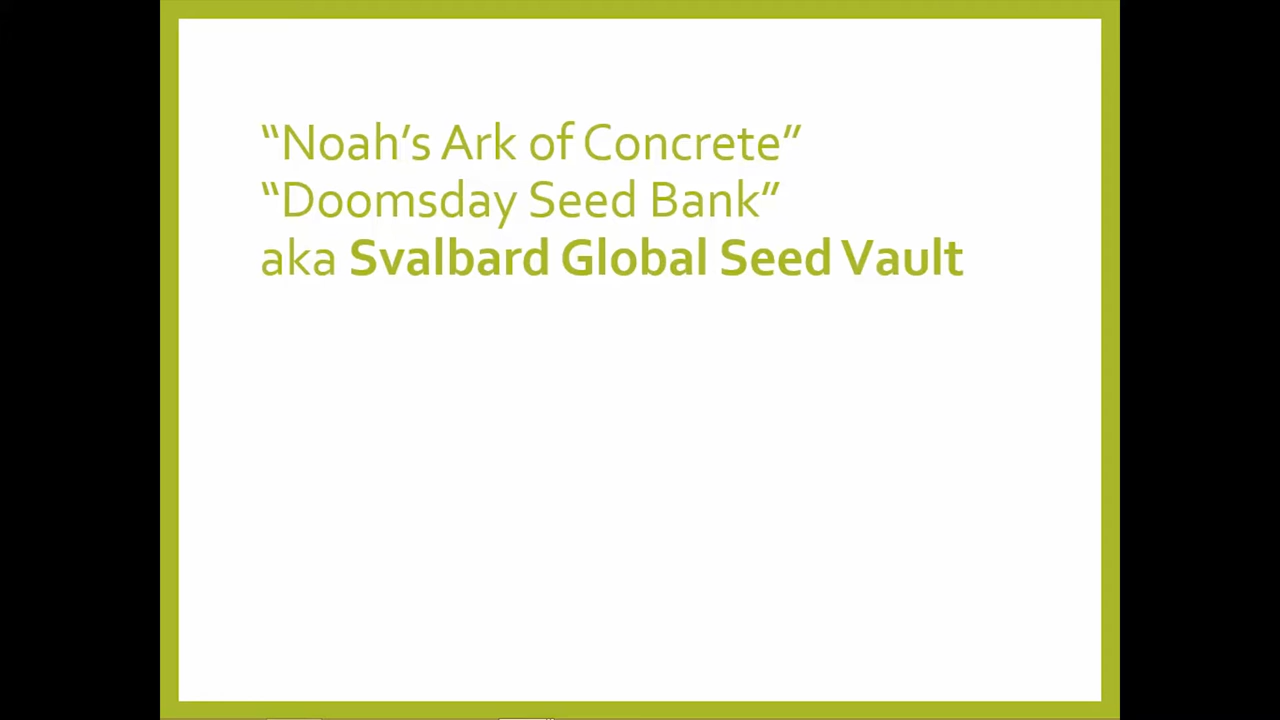 “Noah’s Ark of Concrete”
“Doomsday Seed Bank”
aka Svalbard Global Seed Vault